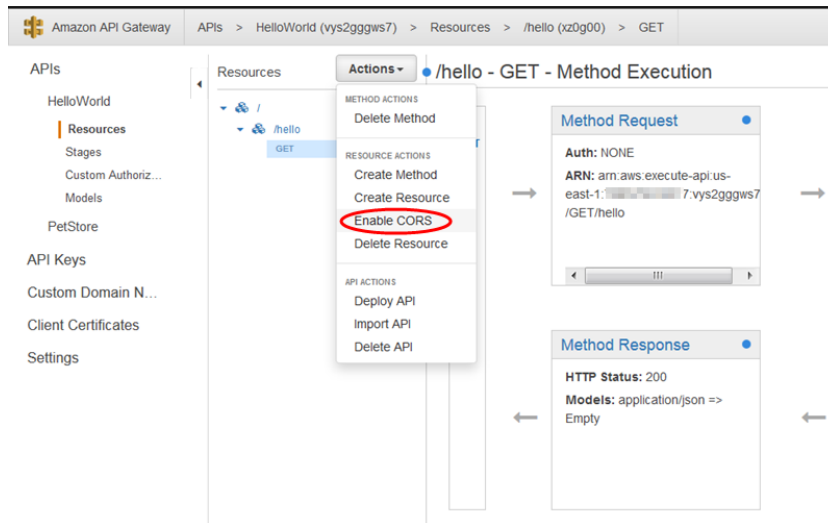 Amazon API Gateway APIs > HelloWorld (vys2gggws7) > Resources > /hello (xz0g00) > GET
APIs
HelloWorld
Resources
Stages
Custom Authoriz...
Models
PetStore
API Keys
Custom Domain N...
Client Certificates
Settings
Resources
/
/hello
GET
Actions
METHOD ACTIONS
Delete Method
RESOURCE ACTIONS
Create Method
Create Resource
Enable CORS
Delete Resource
API ACTIONS
Deploy API
Import API
Delete API
/hello - GET - Method Execution
Method Request
Auth: NONE
ARN: arn:aws:execute-api:us-
east-1: 7:vys2gggws7
/GET/hello
Method Response
HTTP Status: 200
Models: application/json =>
Empty